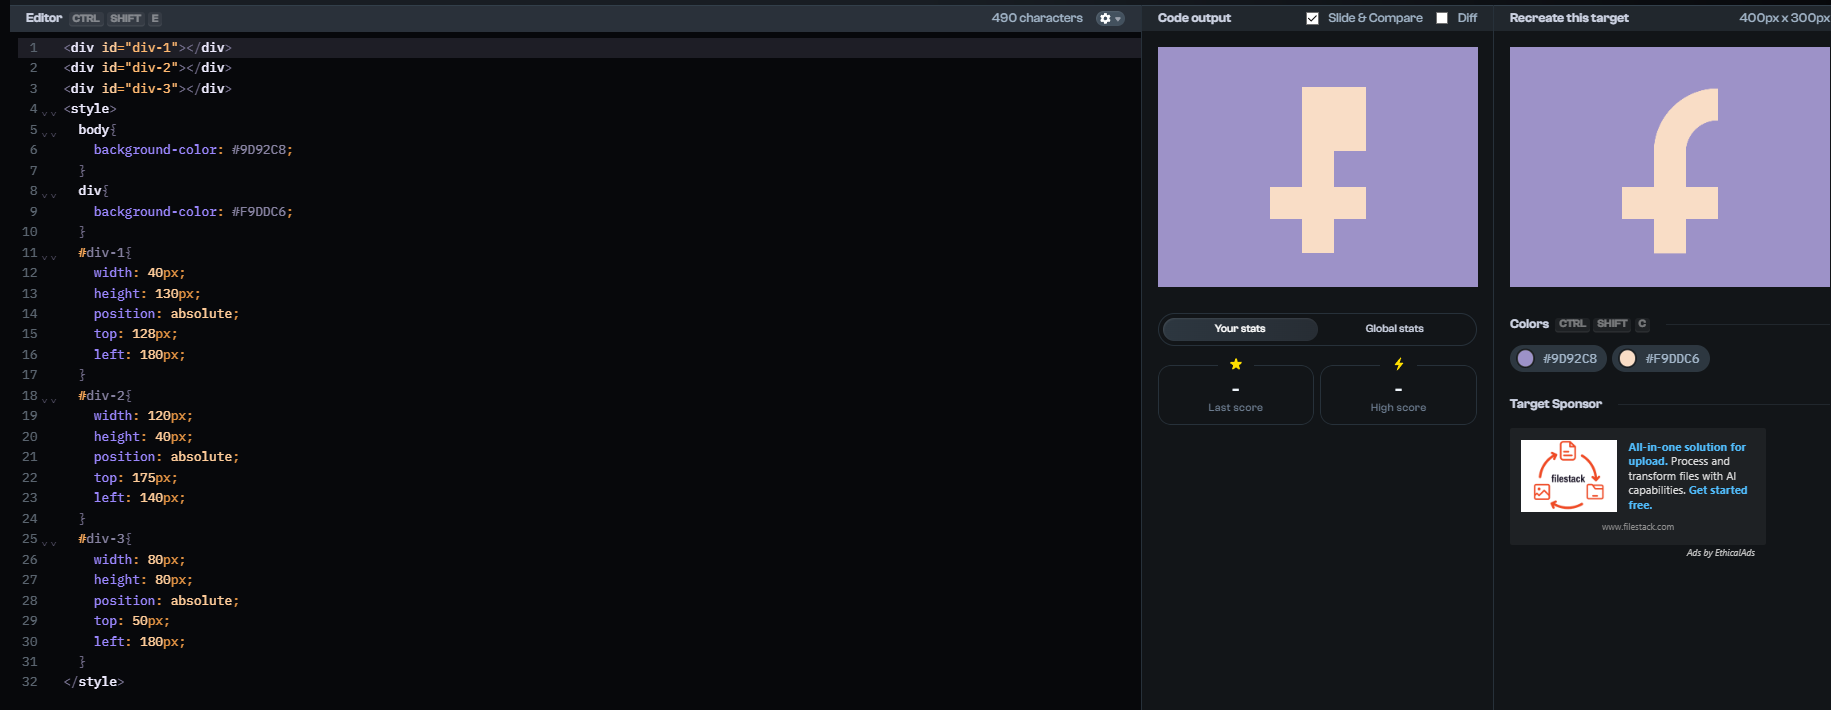 Editor CTRL SHIFT E 490 characters
1 <div id="div-1"></div>
2 <div id="div-2"></div>
3 <div id="div-3"></div>
4 <style>
5 body{
6 background-color: #9D92C8;
7 }
8 div{
9 background-color: #F9DDC6;
10 }
11 #div-1{
12 width: 40px;
13 height: 130px;
14 position: absolute;
15 top: 128px;
16 left: 180px;
17 }
18 #div-2{
19 width: 120px;
20 height: 40px;
21 position: absolute;
22 top: 175px;
23 left: 140px;
24 }
25 #div-3{
26 width: 80px;
27 height: 80px;
28 position: absolute;
29 top: 50px;
30 left: 180px;
31 }
32 </style>
Code output Slide & Compare Diff
Your stats Global stats
- -
Last score High score
Recreate this target 400px x 300px
Colors CTRL SHIFT C
#9D92C8 #F9DDC6
Target Sponsor
filestack
All-in-one solution for
upload. Process and
transform files with AI
capabilities. Get started
free.
www.filestack.com
Ads by EthicalAds